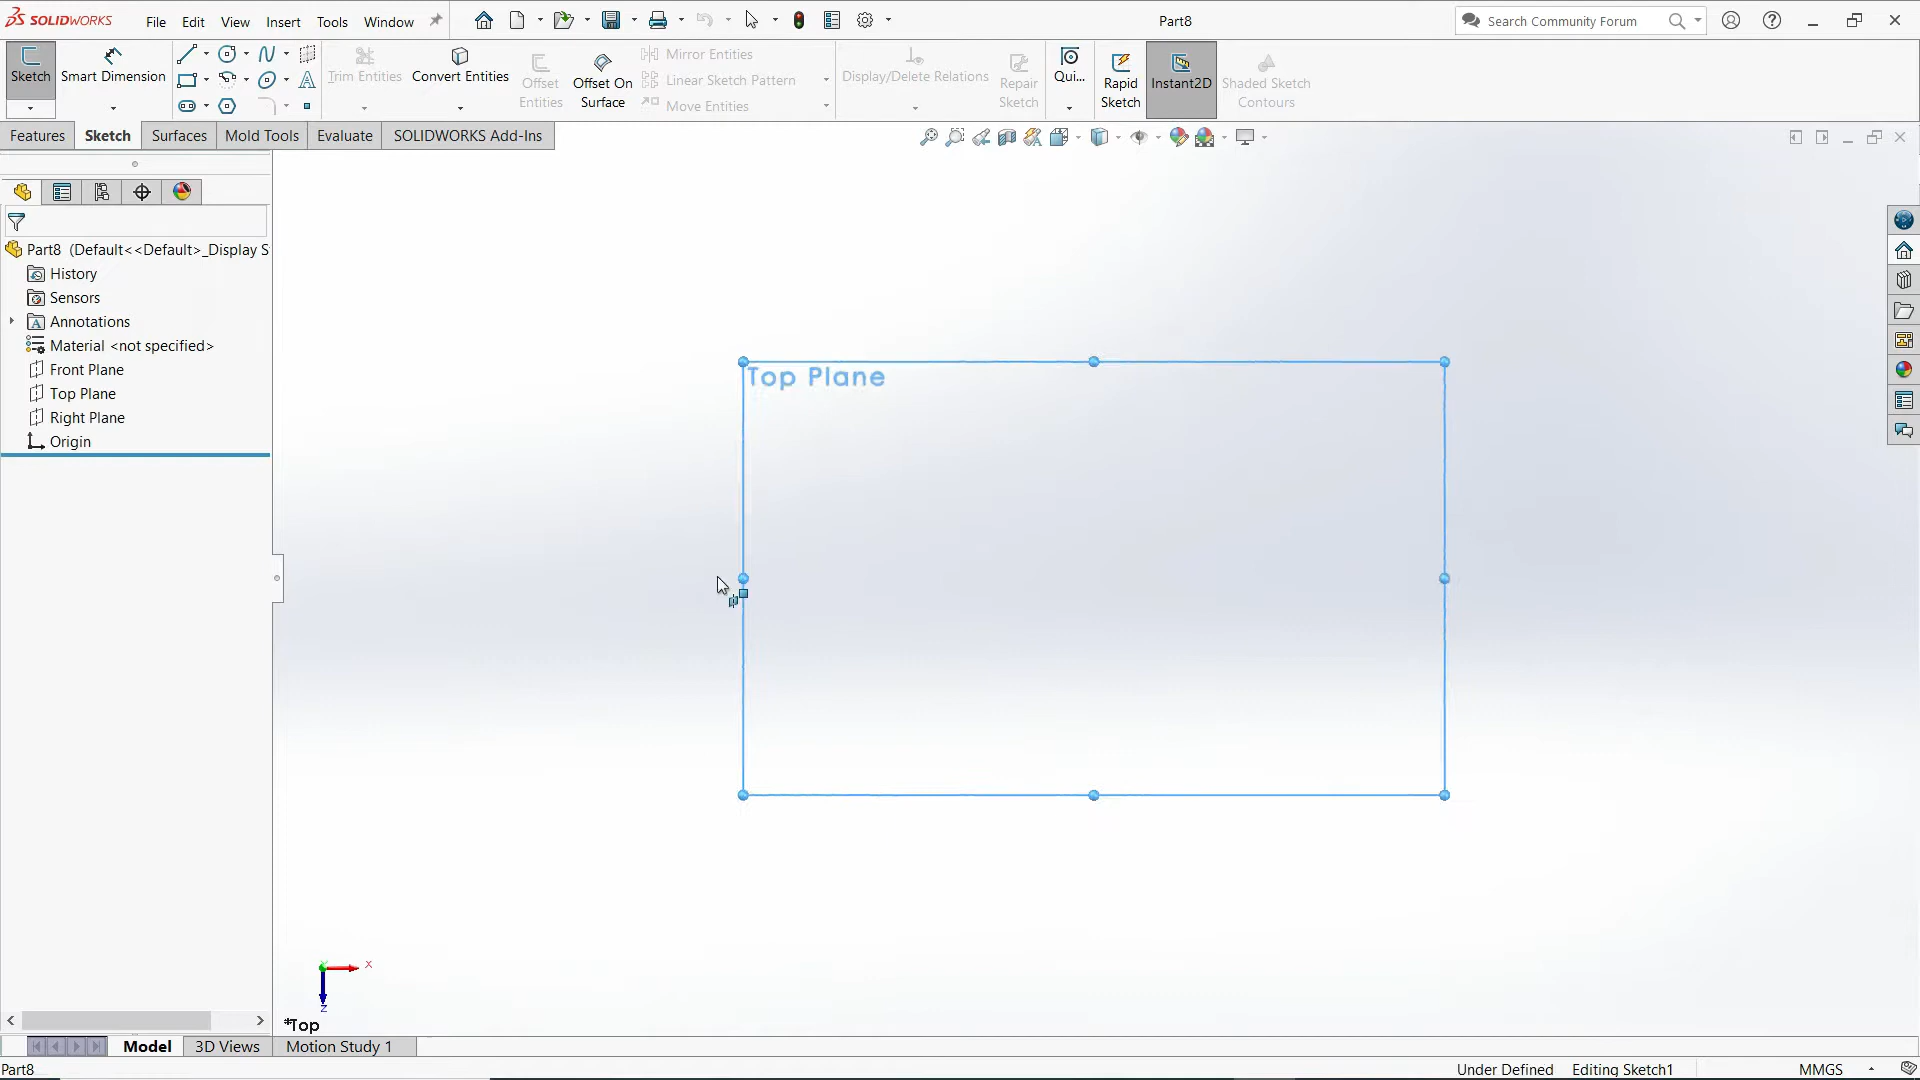 SOLIDWORKS
File Edit View Insert Tools Window
Part8
Search Community Forum
Sketch Smart Dimension
Trim Entities Convert Entities
Offset Entities
Offset On Surface
Mirror Entities
Linear Sketch Pattern
Move Entities
Display/Delete Relations
Repair Sketch
Qui...
Rapid Sketch
Instant2D
Shaded Sketch Contours
Features Sketch Surfaces Mold Tools Evaluate SOLIDWORKS Add-Ins
Part8 (Default<<Default>_Display S
History
Sensors
Annotations
Material <not specified>
Front Plane
Top Plane
Right Plane
Origin
Top Plane
Y
X
Z
*Top
Model 3D Views Motion Study 1
Part8
Under Defined Editing Sketch1 MMGS